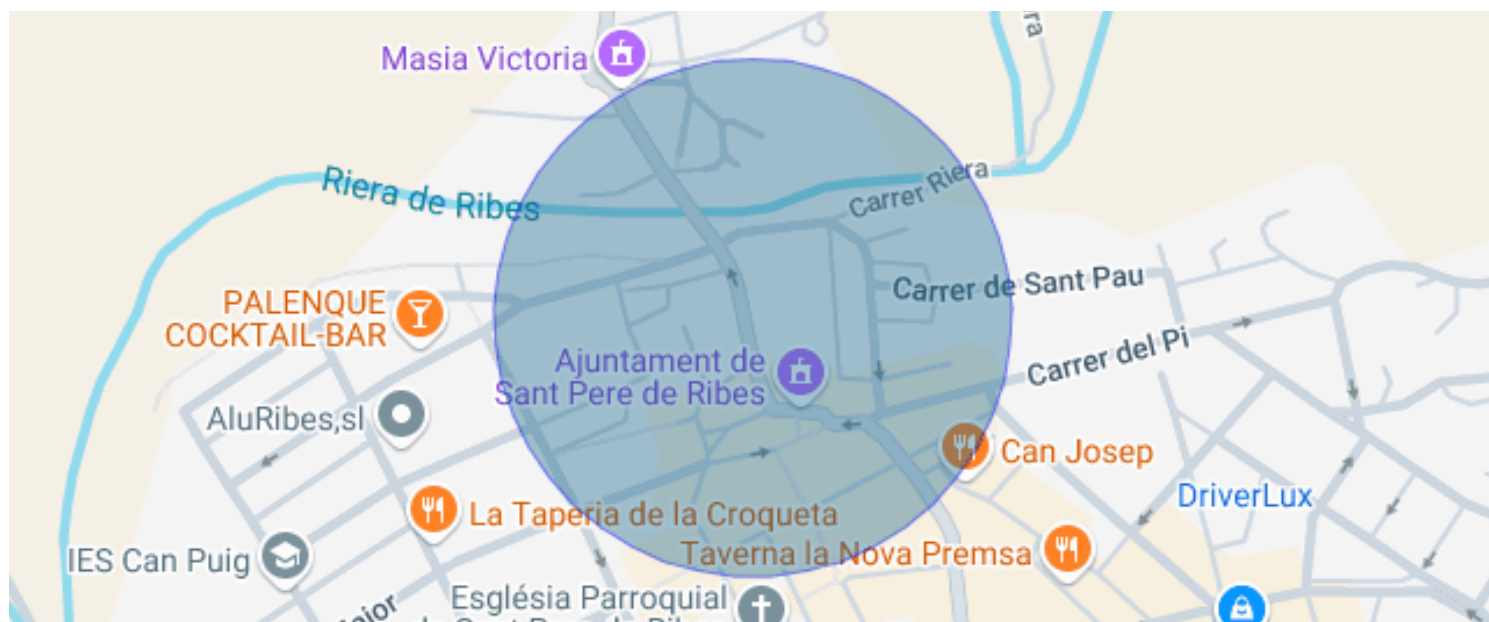 ra
Masia Victoria
Riera de Ribes
Carrer Riera
Carrer de Sant Pau
PALENQUE
COCKTAIL-BAR
Carrer del Pi
Ajuntament de
Sant Pere de Ribes
AluRibes,sl
Can Josep
DriverLux
La Taperia de la Croqueta
Taverna la Nova Premsa
IES Can Puig
Església Parroquial